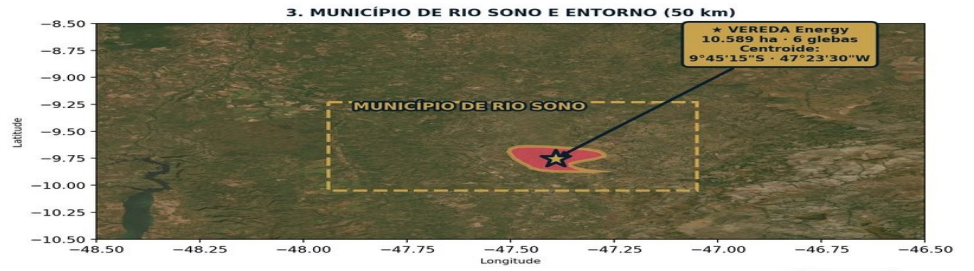 3. MUNICÍPIO DE RIO SONO E ENTORNO (50 km)
★ VEREDA Energy
10.589 ha · 6 glebas
Centroide:
9°45'15"S · 47°23'30"W
MUNICÍPIO DE RIO SONO
Latitude
−8.50
−8.75
−9.00
−9.25
−9.50
−9.75
−10.00
−10.25
−10.50
−48.50 −48.25 −48.00 −47.75 −47.50 −47.25 −47.00 −46.75 −46.50
Longitude